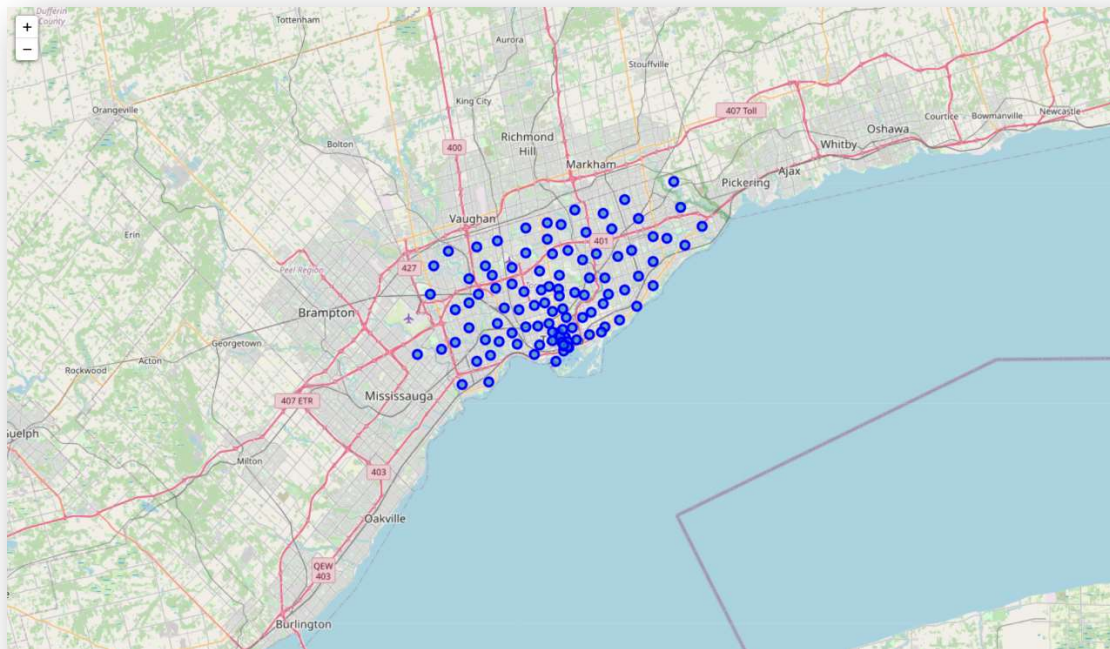 +
−
Dufferin
County
Tottenham
Aurora
Stouffville
Orangeville
King City
407 Toll
Newcastle
Courtice
Bowmanville
Oshawa
Bolton
400
Richmond
Hill
Whitby
Markham
Ajax
Pickering
Vaughan
Erin
401
427
Peel Region
Brampton
Georgetown
Acton
Rockwood
Mississauga
407 ETR
Guelph
Milton
403
Oakville
QEW
403
Burlington